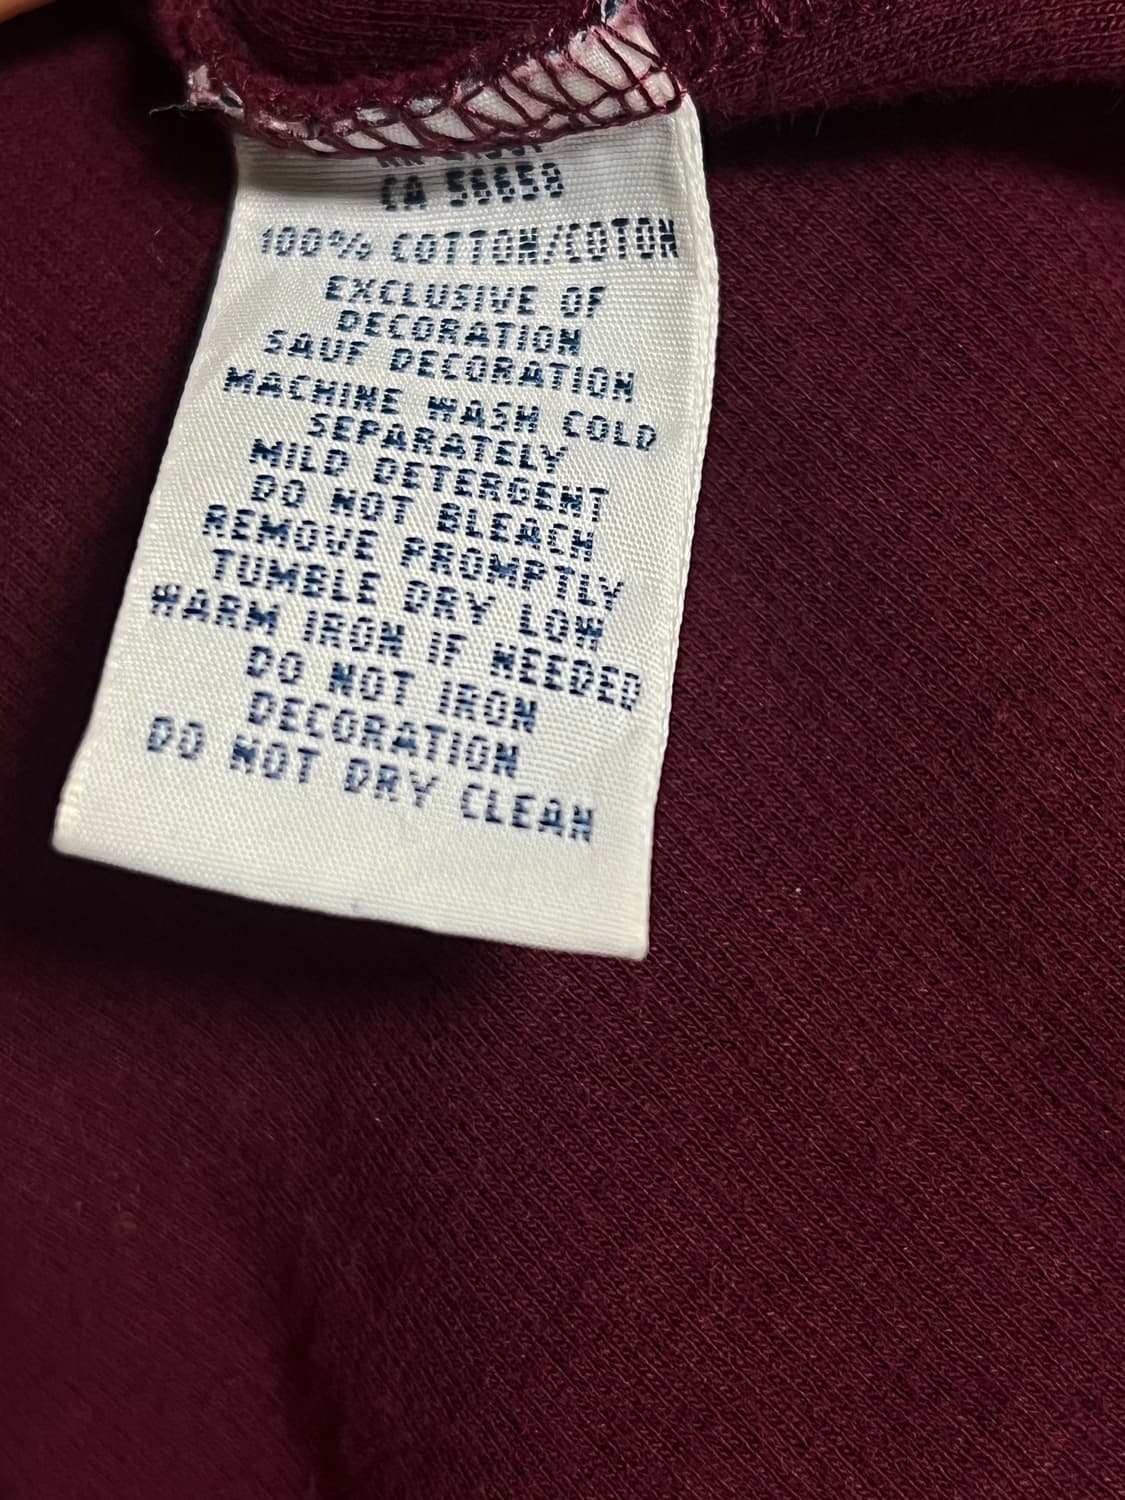 CA 56658
100% COTTON/COTON
EXCLUSIVE OF
DECORATION
SAUF DECORATION
MACHINE WASH COLD
SEPARATELY
MILD DETERGENT
DO NOT BLEACH
REMOVE PROMPTLY
TUMBLE DRY LOW
WARM IRON IF NEEDED
DO NOT IRON
DECORATION
DO NOT DRY CLEAN